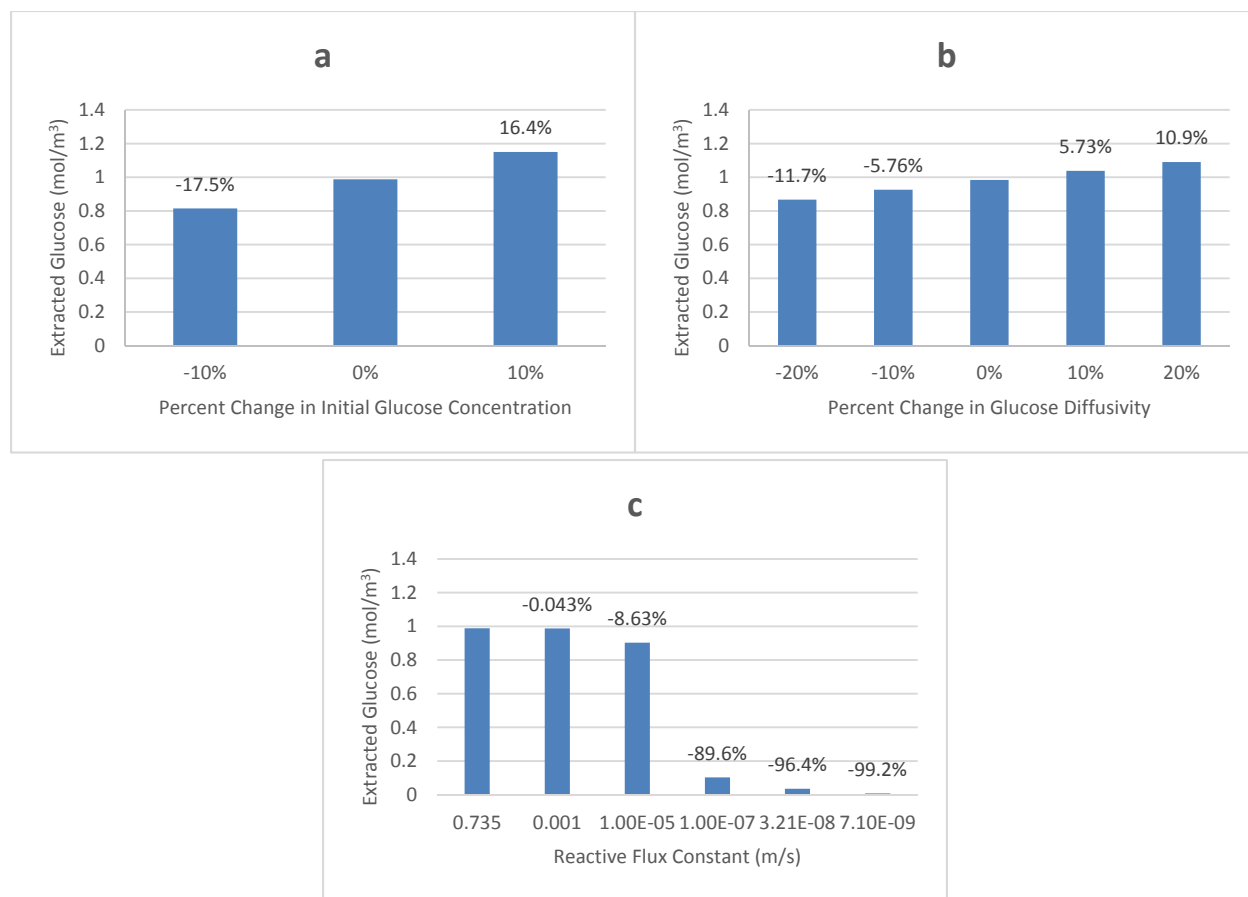 a
Extracted Glucose (mol/m³)
1.4
1.2
1
0.8
0.6
0.4
0.2
0
-17.5%
16.4%
-10% 0% 10%
Percent Change in Initial Glucose Concentration
b
Extracted Glucose (mol/m³)
1.4
1.2
1
0.8
0.6
0.4
0.2
0
-11.7% -5.76% 5.73% 10.9%
-20% -10% 0% 10% 20%
Percent Change in Glucose Diffusivity
c
Extracted Glucose (mol/m³)
1.4
1.2
1
0.8
0.6
0.4
0.2
0
-0.043%
-8.63%
-89.6%
-96.4%
-99.2%
0.735 0.001 1.00E-05 1.00E-07 3.21E-08 7.10E-09
Reactive Flux Constant (m/s)